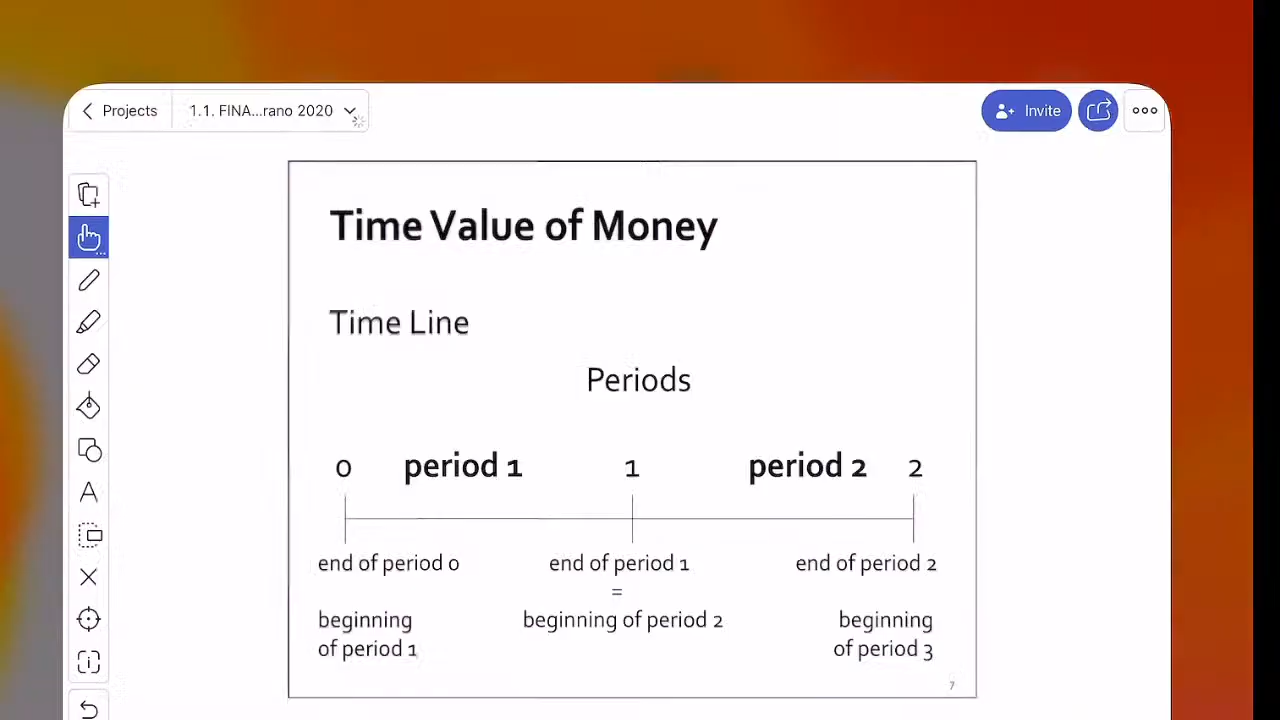 Projects
1.1. FINA...rano 2020
Invite
Time Value of Money
Time Line
Periods
0 period 1 1 period 2 2
end of period 0 end of period 1 end of period 2
=
beginning of period 1 beginning of period 2 beginning of period 3
7